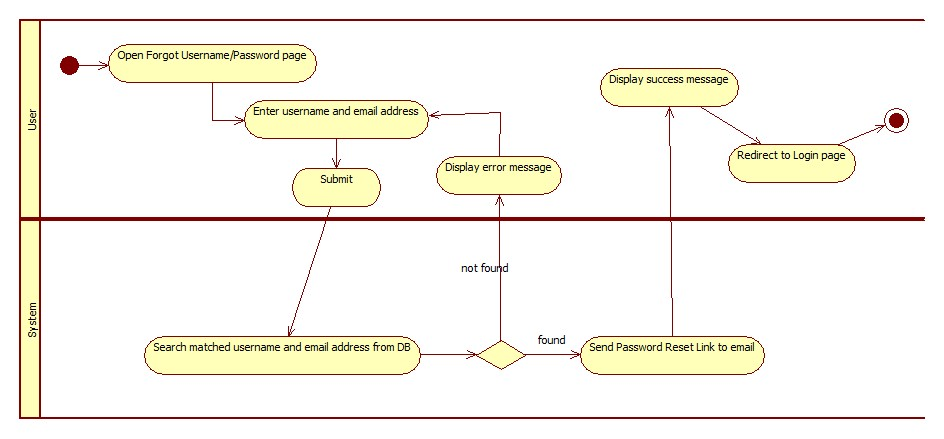 User
Open Forgot Username/Password page
Enter username and email address
Submit
Display error message
Display success message
Redirect to Login page
System
Search matched username and email address from DB
not found
found
Send Password Reset Link to email